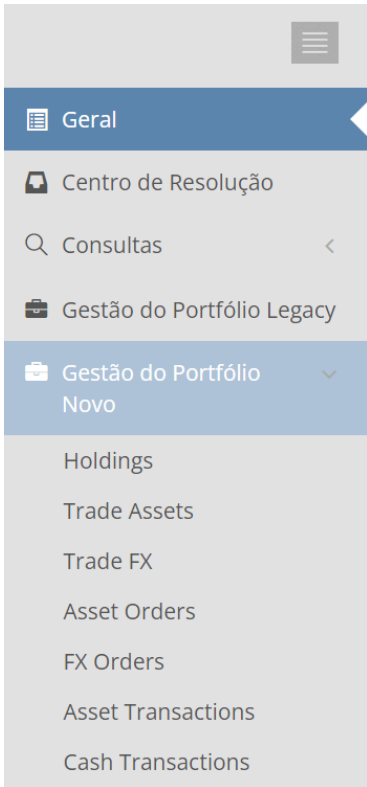 Geral
Centro de Resolução
Consultas
Gestão do Portfólio Legacy
Gestão do Portfólio
Novo
Holdings
Trade Assets
Trade FX
Asset Orders
FX Orders
Asset Transactions
Cash Transactions